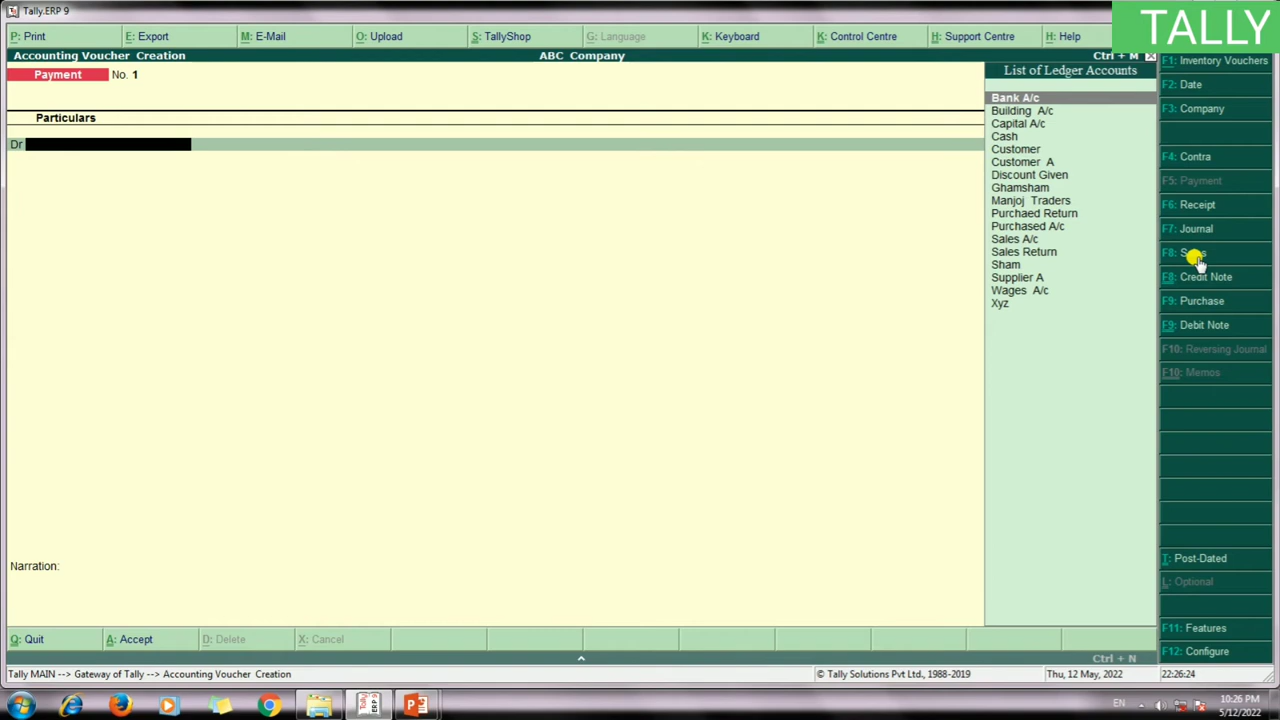 Tally.ERP 9
TALLY
P: Print
E: Export
M: E-Mail
O: Upload
S: TallyShop
G: Language
K: Keyboard
K: Control Centre
H: Support Centre
H: Help
Accounting Voucher Creation
ABC Company
Ctrl + M
Payment No. 1
Particulars
Dr
Narration:
List of Ledger Accounts
Bank A/c
Building A/c
Capital A/c
Cash
Customer
Customer A
Discount Given
Ghamsham
Manjoj Traders
Purchaed Return
Purchased A/c
Sales A/c
Sales Return
Sham
Supplier A
Wages A/c
Xyz
F1: Inventory Vouchers
F2: Date
F3: Company
F4: Contra
F5: Payment
F6: Receipt
F7: Journal
F8:
F8: Credit Note
F9: Purchase
F9: Debit Note
F10: Reversing Journal
F10: Memos
T: Post-Dated
L: Optional
F11: Features
F12: Configure
Q: Quit
A: Accept
D: Delete
X: Cancel
Ctrl + N
Tally MAIN --> Gateway of Tally --> Accounting Voucher Creation
© Tally Solutions Pvt Ltd., 1988-2019
Thu, 12 May, 2022
22:26:24
EN
10:26 PM
5/12/2022